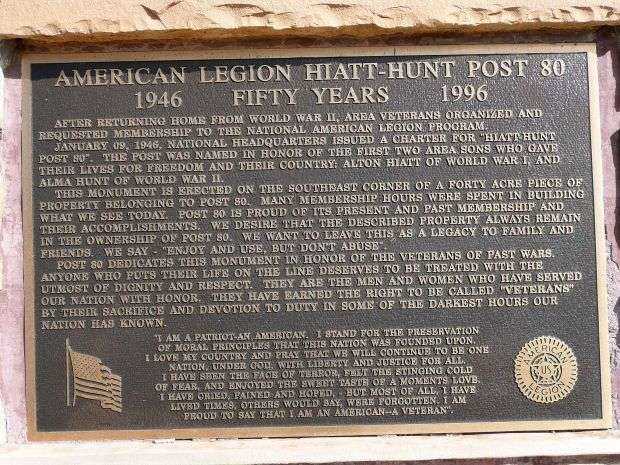 AMERICAN LEGION HIATT-HUNT POST 80
1946 FIFTY YEARS 1996
AFTER RETURNING HOME FROM WORLD WAR II, AREA VETERANS ORGANIZED AND
REQUESTED MEMBERSHIP TO THE NATIONAL AMERICAN LEGION PROGRAM.
JANUARY 09, 1946, NATIONAL HEADQUARTERS ISSUED A CHARTER FOR "HIATT-HUNT
POST 80". THE POST WAS NAMED IN HONOR OF THE FIRST TWO AREA SONS WHO GAVE
THEIR LIVES FOR FREEDOM AND THEIR COUNTRY; ALTON HIATT OF WORLD WAR I, AND
ALMA HUNT OF WORLD WAR II.
THIS MONUMENT IS ERECTED ON THE SOUTHEAST CORNER OF A FORTY ACRE PIECE OF
PROPERTY BELONGING TO POST 80. MANY MEMBERSHIP HOURS WERE SPENT IN BUILDING
WHAT WE SEE TODAY. POST 80 IS PROUD OF ITS PRESENT AND PAST MEMBERSHIP AND
THEIR ACCOMPLISHMENTS. WE DESIRE THAT THE DESCRIBED PROPERTY ALWAYS REMAIN
IN THE OWNERSHIP OF POST 80. WE WANT TO LEAVE THIS AS A LEGACY TO FAMILY AND
FRIENDS. WE SAY - "ENJOY AND USE, BUT DON'T ABUSE".
POST 80 DEDICATES THIS MONUMENT IN HONOR OF THE VETERANS OF PAST WARS.
ANYONE WHO PUTS THEIR LIFE ON THE LINE DESERVES TO BE TREATED WITH THE
UTMOST OF DIGNITY AND RESPECT. THEY ARE THE MEN AND WOMEN WHO HAVE SERVED
OUR NATION WITH HONOR. THEY HAVE EARNED THE RIGHT TO BE CALLED "VETERANS"
BY THEIR SACRIFICE AND DEVOTION TO DUTY IN SOME OF THE DARKEST HOURS OUR
NATION HAS KNOWN.
"I AM A PATRIOT-AN AMERICAN. I STAND FOR THE PRESERVATION
OF MORAL PRINCIPLES THAT THIS NATION WAS FOUNDED UPON.
I LOVE MY COUNTRY AND PRAY THAT WE WILL CONTINUE TO BE ONE
NATION, UNDER GOD, WITH LIBERTY AND JUSTICE FOR ALL.
I HAVE SEEN THE FACE OF TERROR, FELT THE STINGING COLD
OF FEAR, AND ENJOYED THE SWEET TASTE OF A MOMENTS LOVE.
I HAVE CRIED, PAINED AND HOPED, - BUT MOST OF ALL, I HAVE
LIVED TIMES, OTHERS WOULD SAY, WERE FORGOTTEN. I AM
PROUD TO SAY THAT I AM AN AMERICAN--A VETERAN".
AMERICAN
LEGION
US